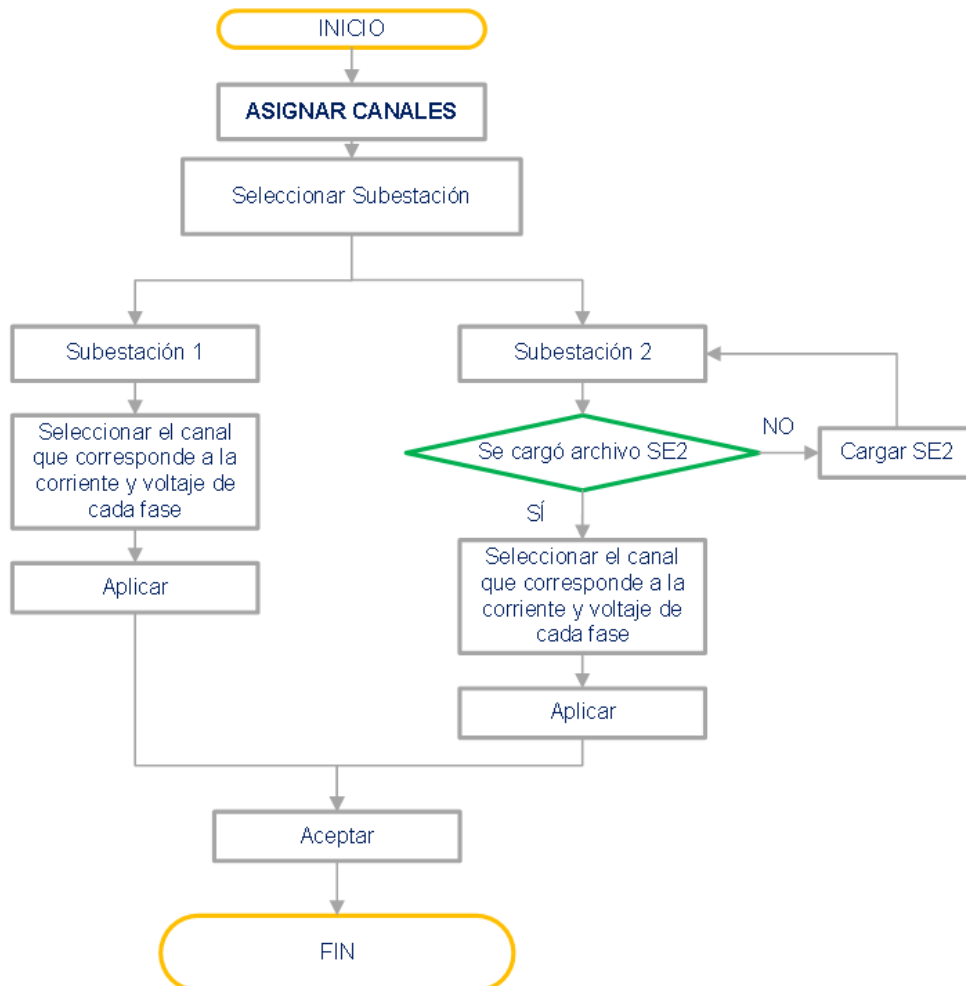 INICIO
ASIGNAR CANALES
Seleccionar Subestación
Subestación 1
Seleccionar el canal
que corresponde a la
corriente y voltaje de
cada fase
Aplicar
Subestación 2
Se cargó archivo SE2
NO
Cargar SE2
SÍ
Seleccionar el canal
que corresponde a la
corriente y voltaje de
cada fase
Aplicar
Aceptar
FIN